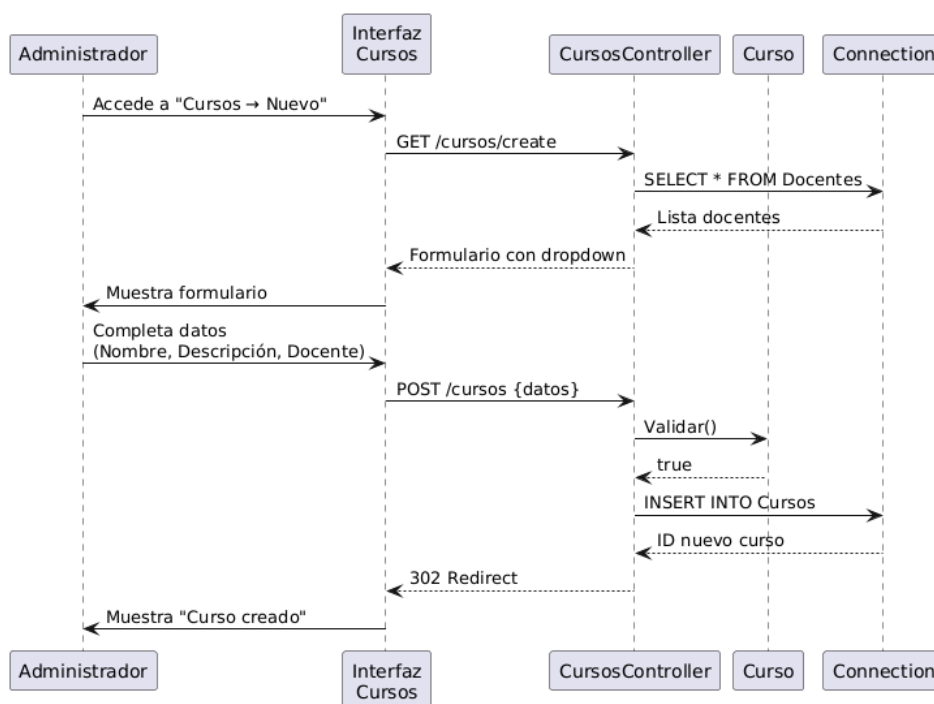 Administrador
Interfaz
Cursos
CursosController
Curso
Connection
Accede a "Cursos → Nuevo"
GET /cursos/create
SELECT * FROM Docentes
Lista docentes
Formulario con dropdown
Muestra formulario
Completa datos
(Nombre, Descripción, Docente)
POST /cursos {datos}
Validar()
true
INSERT INTO Cursos
ID nuevo curso
302 Redirect
Muestra "Curso creado"
Administrador
Interfaz
Cursos
CursosController
Curso
Connection